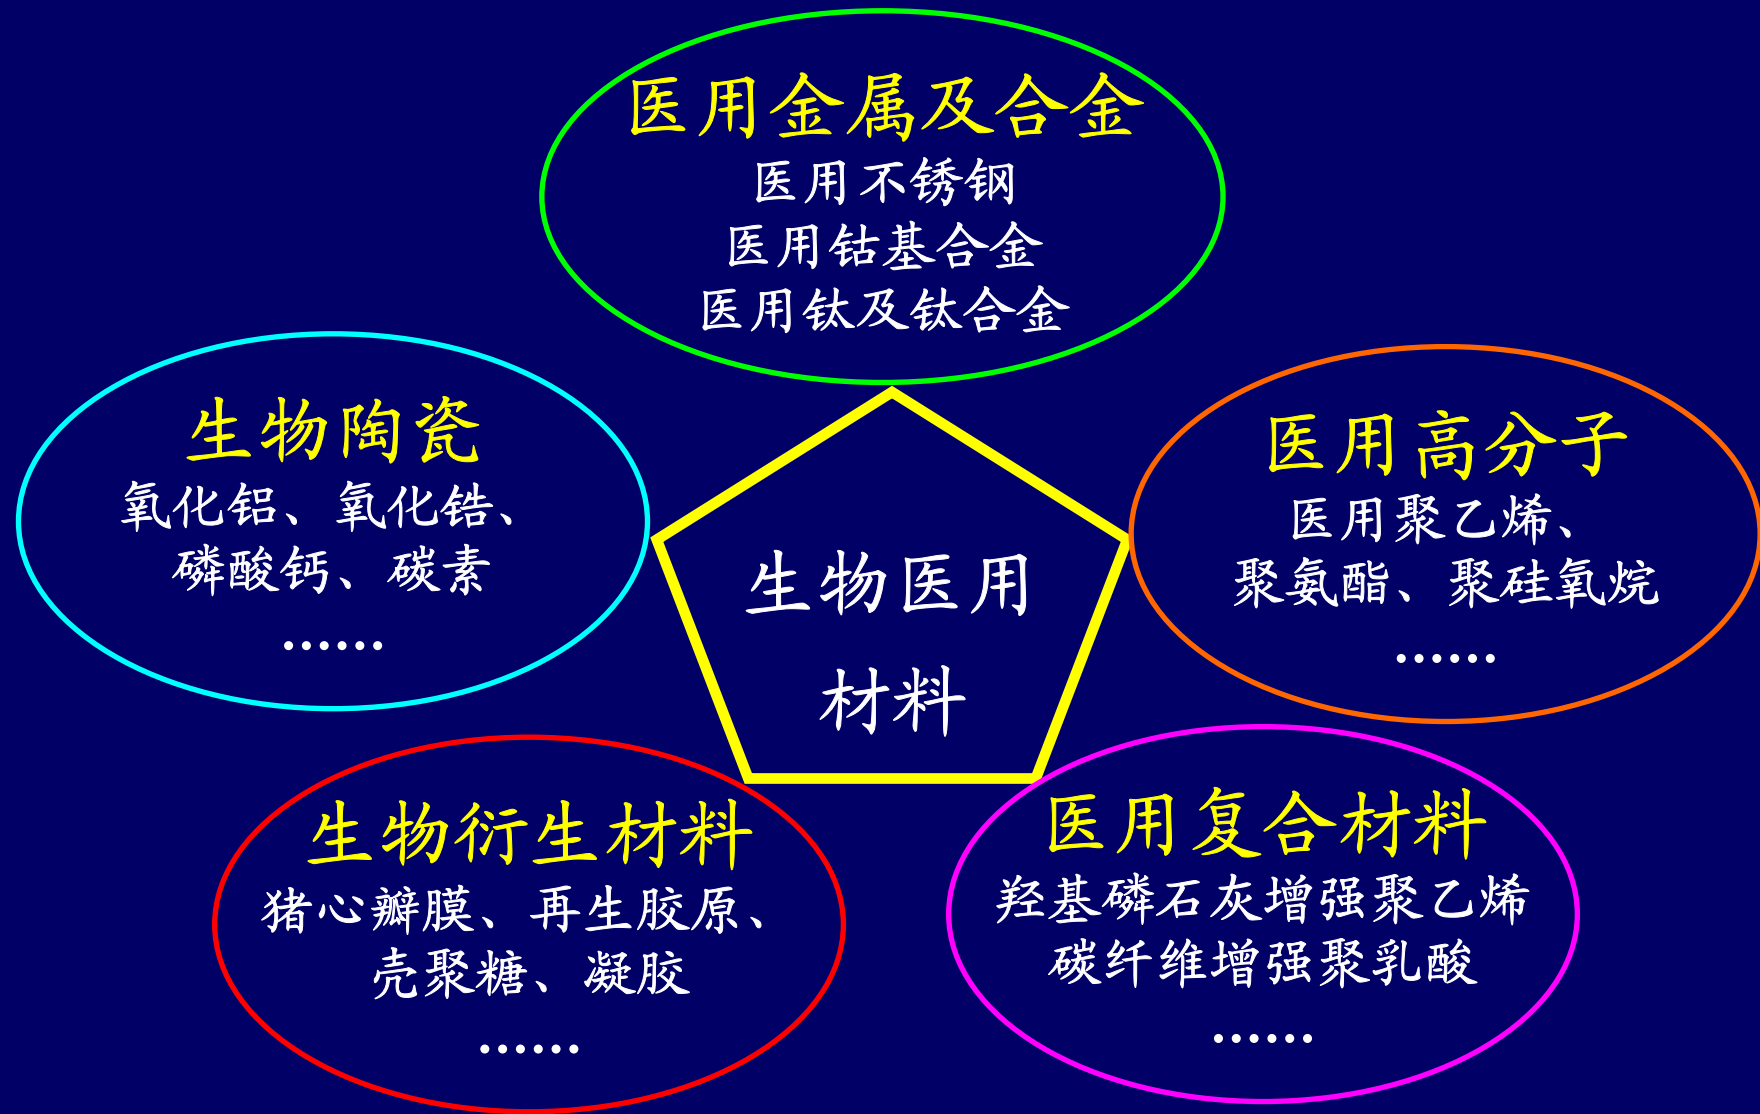 医用金属及合金
医用不锈钢
医用钴基合金
医用钛及钛合金
生物陶瓷
氧化铝、氧化锆、
磷酸钙、碳素
······
医用高分子
医用聚乙烯、
聚氨酯、聚硅氧烷
······
生物医用
材料
生物衍生材料
猪心瓣膜、再生胶原、
壳聚糖、凝胶
······
医用复合材料
羟基磷石灰增强聚乙烯
碳纤维增强聚乳酸
······